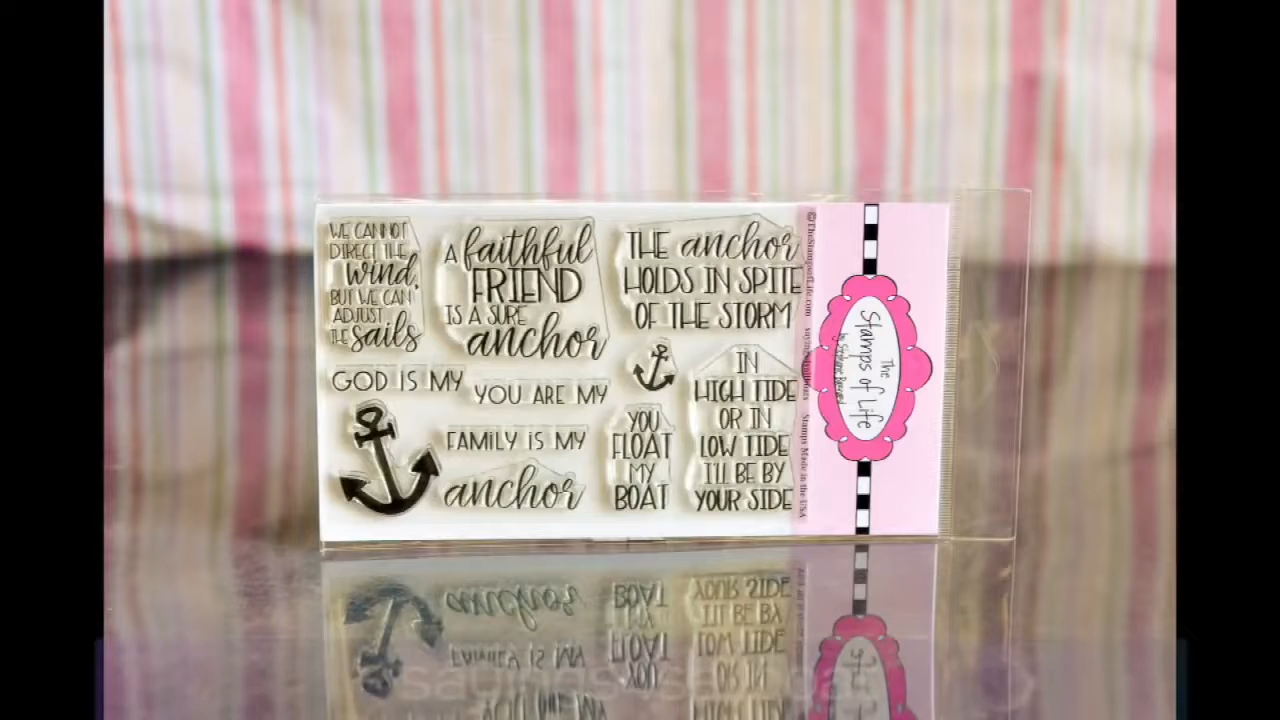 WE CANNOT
DIRECT THE
wind,
BUT WE CAN
ADJUST
THE sails
A faithful
FRIEND
IS A SURE
anchor
THE anchor
HOLDS IN SPITE
OF THE STORM
GOD IS MY
YOU ARE MY
FAMILY IS MY
anchor
YOU
FLOAT
MY
BOAT
IN
HIGH TIDE
OR IN
LOW TIDE
I'LL BE BY
YOUR SIDE
©TheStampsofLife.com
Stamps Made in the USA
The
Stamps of Life